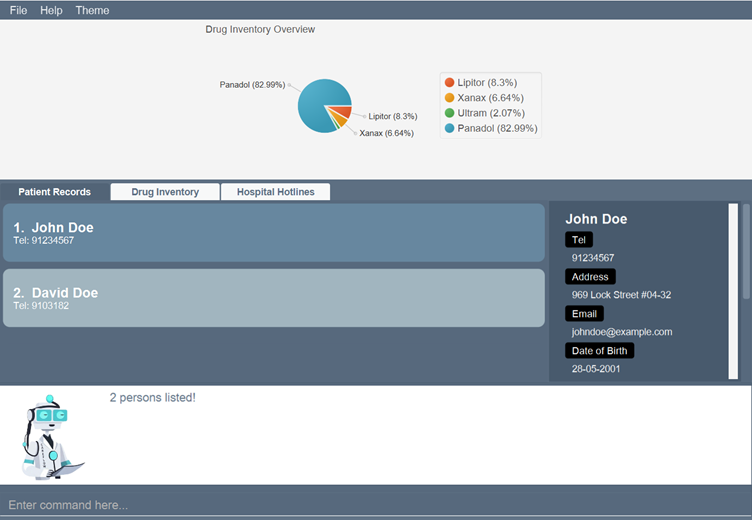 File Help Theme
Drug Inventory Overview
Panadol (82.99%)
Lipitor (8.3%)
Xanax (6.64%)
Lipitor (8.3%)
Xanax (6.64%)
Ultram (2.07%)
Panadol (82.99%)
Patient Records Drug Inventory Hospital Hotlines
1. John Doe
Tel: 91234567
2. David Doe
Tel: 9103182
John Doe
Tel
91234567
Address
969 Lock Street #04-32
Email
johndoe@example.com
Date of Birth
28-05-2001
2 persons listed!
Enter command here...